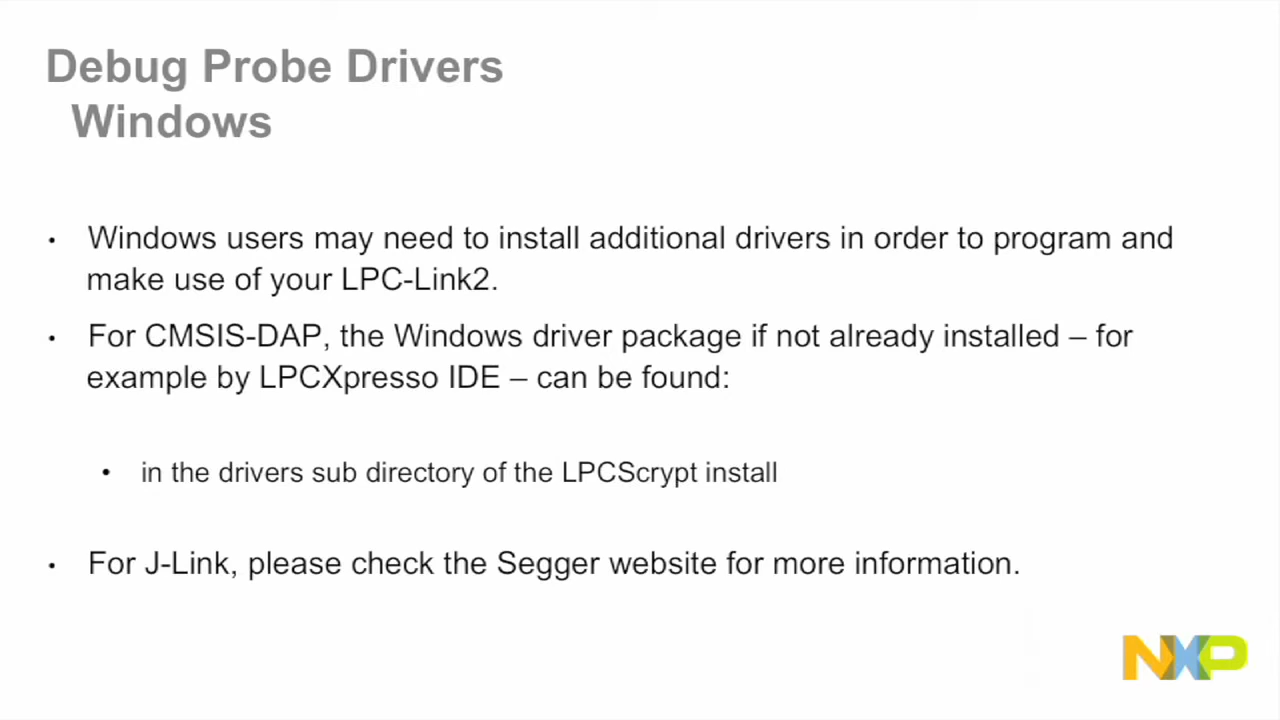 Debug Probe Drivers
Windows
• Windows users may need to install additional drivers in order to program and
make use of your LPC-Link2.
• For CMSIS-DAP, the Windows driver package if not already installed – for
example by LPCXpresso IDE – can be found:
• in the drivers sub directory of the LPCScrypt install
• For J-Link, please check the Segger website for more information.
NXP